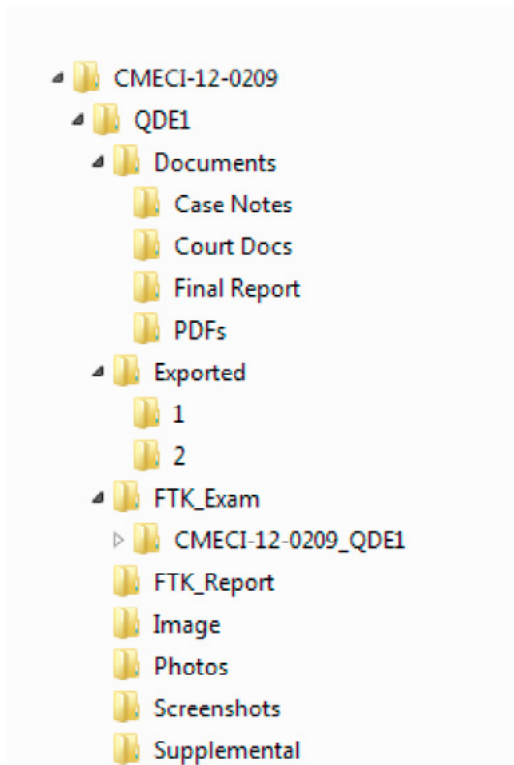 CMECI-12-0209
QDE1
Documents
Case Notes
Court Docs
Final Report
PDFs
Exported
1
2
FTK_Exam
CMECI-12-0209_QDE1
FTK_Report
Image
Photos
Screenshots
Supplemental